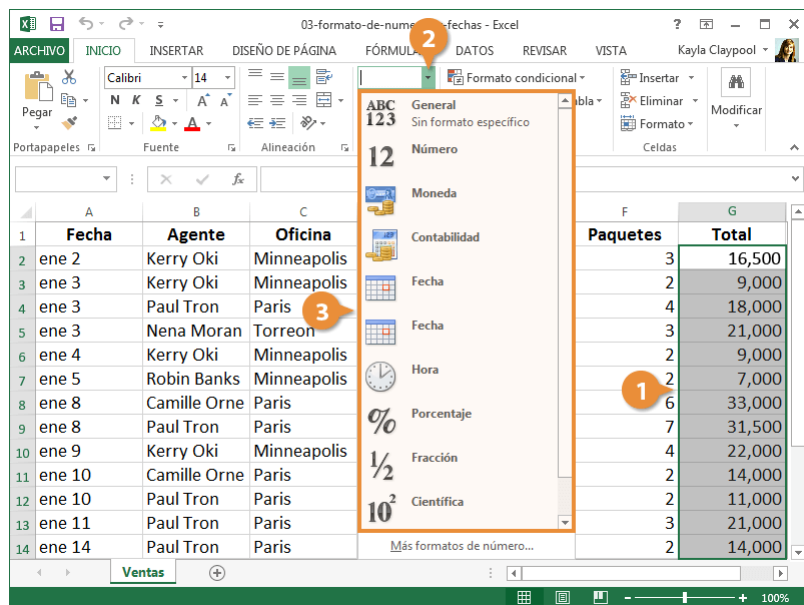 03-formato-de-nume fechas - Excel
ARCHIVO INICIO INSERTAR DISEÑO DE PÁGINA FÓRMUL DATOS REVISAR VISTA Kayla Claypool
2
Calibri 14 Formato condicional Insertar
Pegar N K S A A abla Eliminar Modificar
A Formato
Portapapeles Fuente Alineación Celdas
fx
ABC 123 General
Sin formato específico
12 Número
Moneda
Contabilidad
Fecha
Fecha
Hora
% Porcentaje
1/2 Fracción
10² Científica
Más formatos de número...
3
1
A B C F G
1 Fecha Agente Oficina Paquetes Total
2 ene 2 Kerry Oki Minneapolis 3 16,500
3 ene 3 Kerry Oki Minneapolis 2 9,000
4 ene 3 Paul Tron Paris 4 18,000
5 ene 3 Nena Moran Torreon 3 21,000
6 ene 4 Kerry Oki Minneapolis 2 9,000
7 ene 5 Robin Banks Minneapolis 2 7,000
8 ene 8 Camille Orne Paris 6 33,000
9 ene 8 Paul Tron Paris 7 31,500
10 ene 9 Kerry Oki Minneapolis 4 22,000
11 ene 10 Camille Orne Paris 2 14,000
12 ene 10 Paul Tron Paris 2 11,000
13 ene 11 Paul Tron Paris 3 21,000
14 ene 14 Paul Tron Paris 2 14,000
Ventas
100%